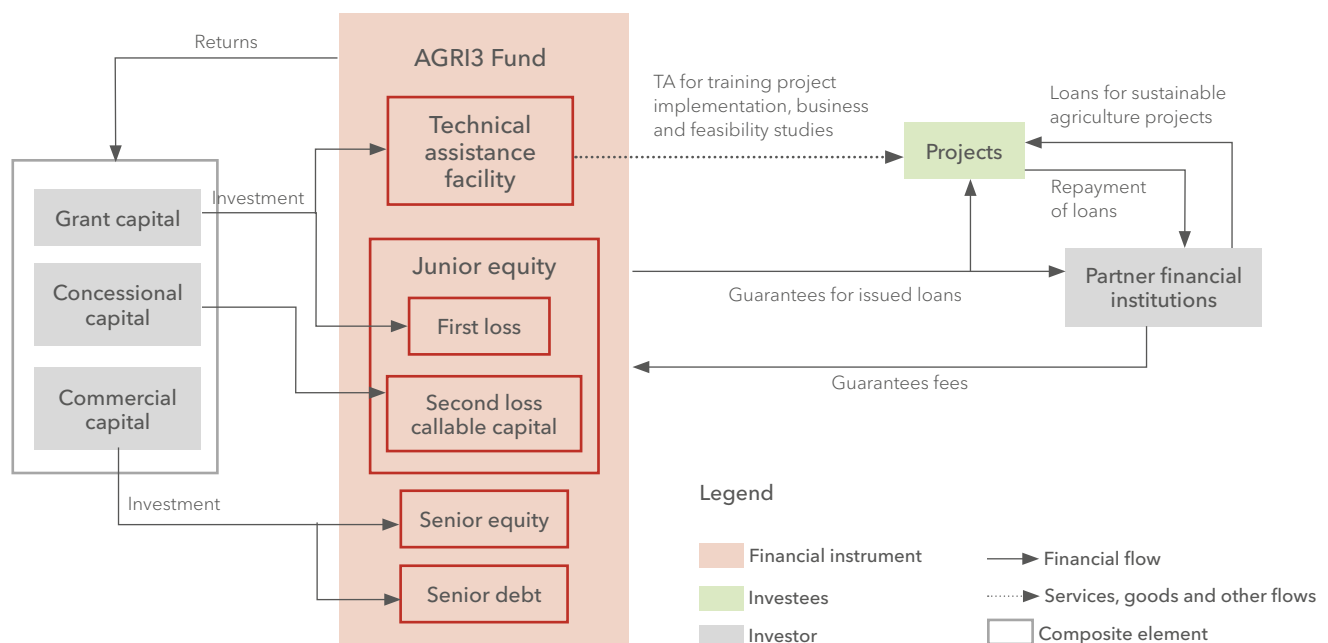 Returns
AGRI3 Fund
Technical
assistance
facility
TA for training project
implementation, business
and feasibility studies
Loans for sustainable
agriculture projects
Projects
Repayment
of loans
Investment
Grant capital
Concessional
capital
Commercial
capital
Junior equity
First loss
Second loss
callable capital
Guarantees for issued loans
Partner financial
institutions
Guarantees fees
Investment
Senior equity
Senior debt
Legend
Financial instrument
Investees
Investor
Financial flow
Services, goods and other flows
Composite element